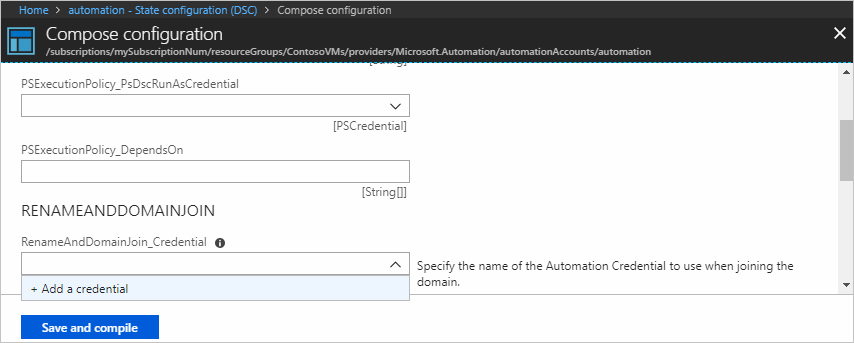 Home > automation - State configuration (DSC) > Compose configuration
Compose configuration
/subscriptions/mySubscriptionNum/resourceGroups/ContosoVMs/providers/Microsoft.Automation/automationAccounts/automation
PSExecutionPolicy_PsDscRunAsCredential
[PSCredential]
PSExecutionPolicy_DependsOn
[String[]]
RENAMEANDDOMAINJOIN
RenameAndDomainJoin_Credential
Specify the name of the Automation Credential to use when joining the
domain.
+ Add a credential
Save and compile